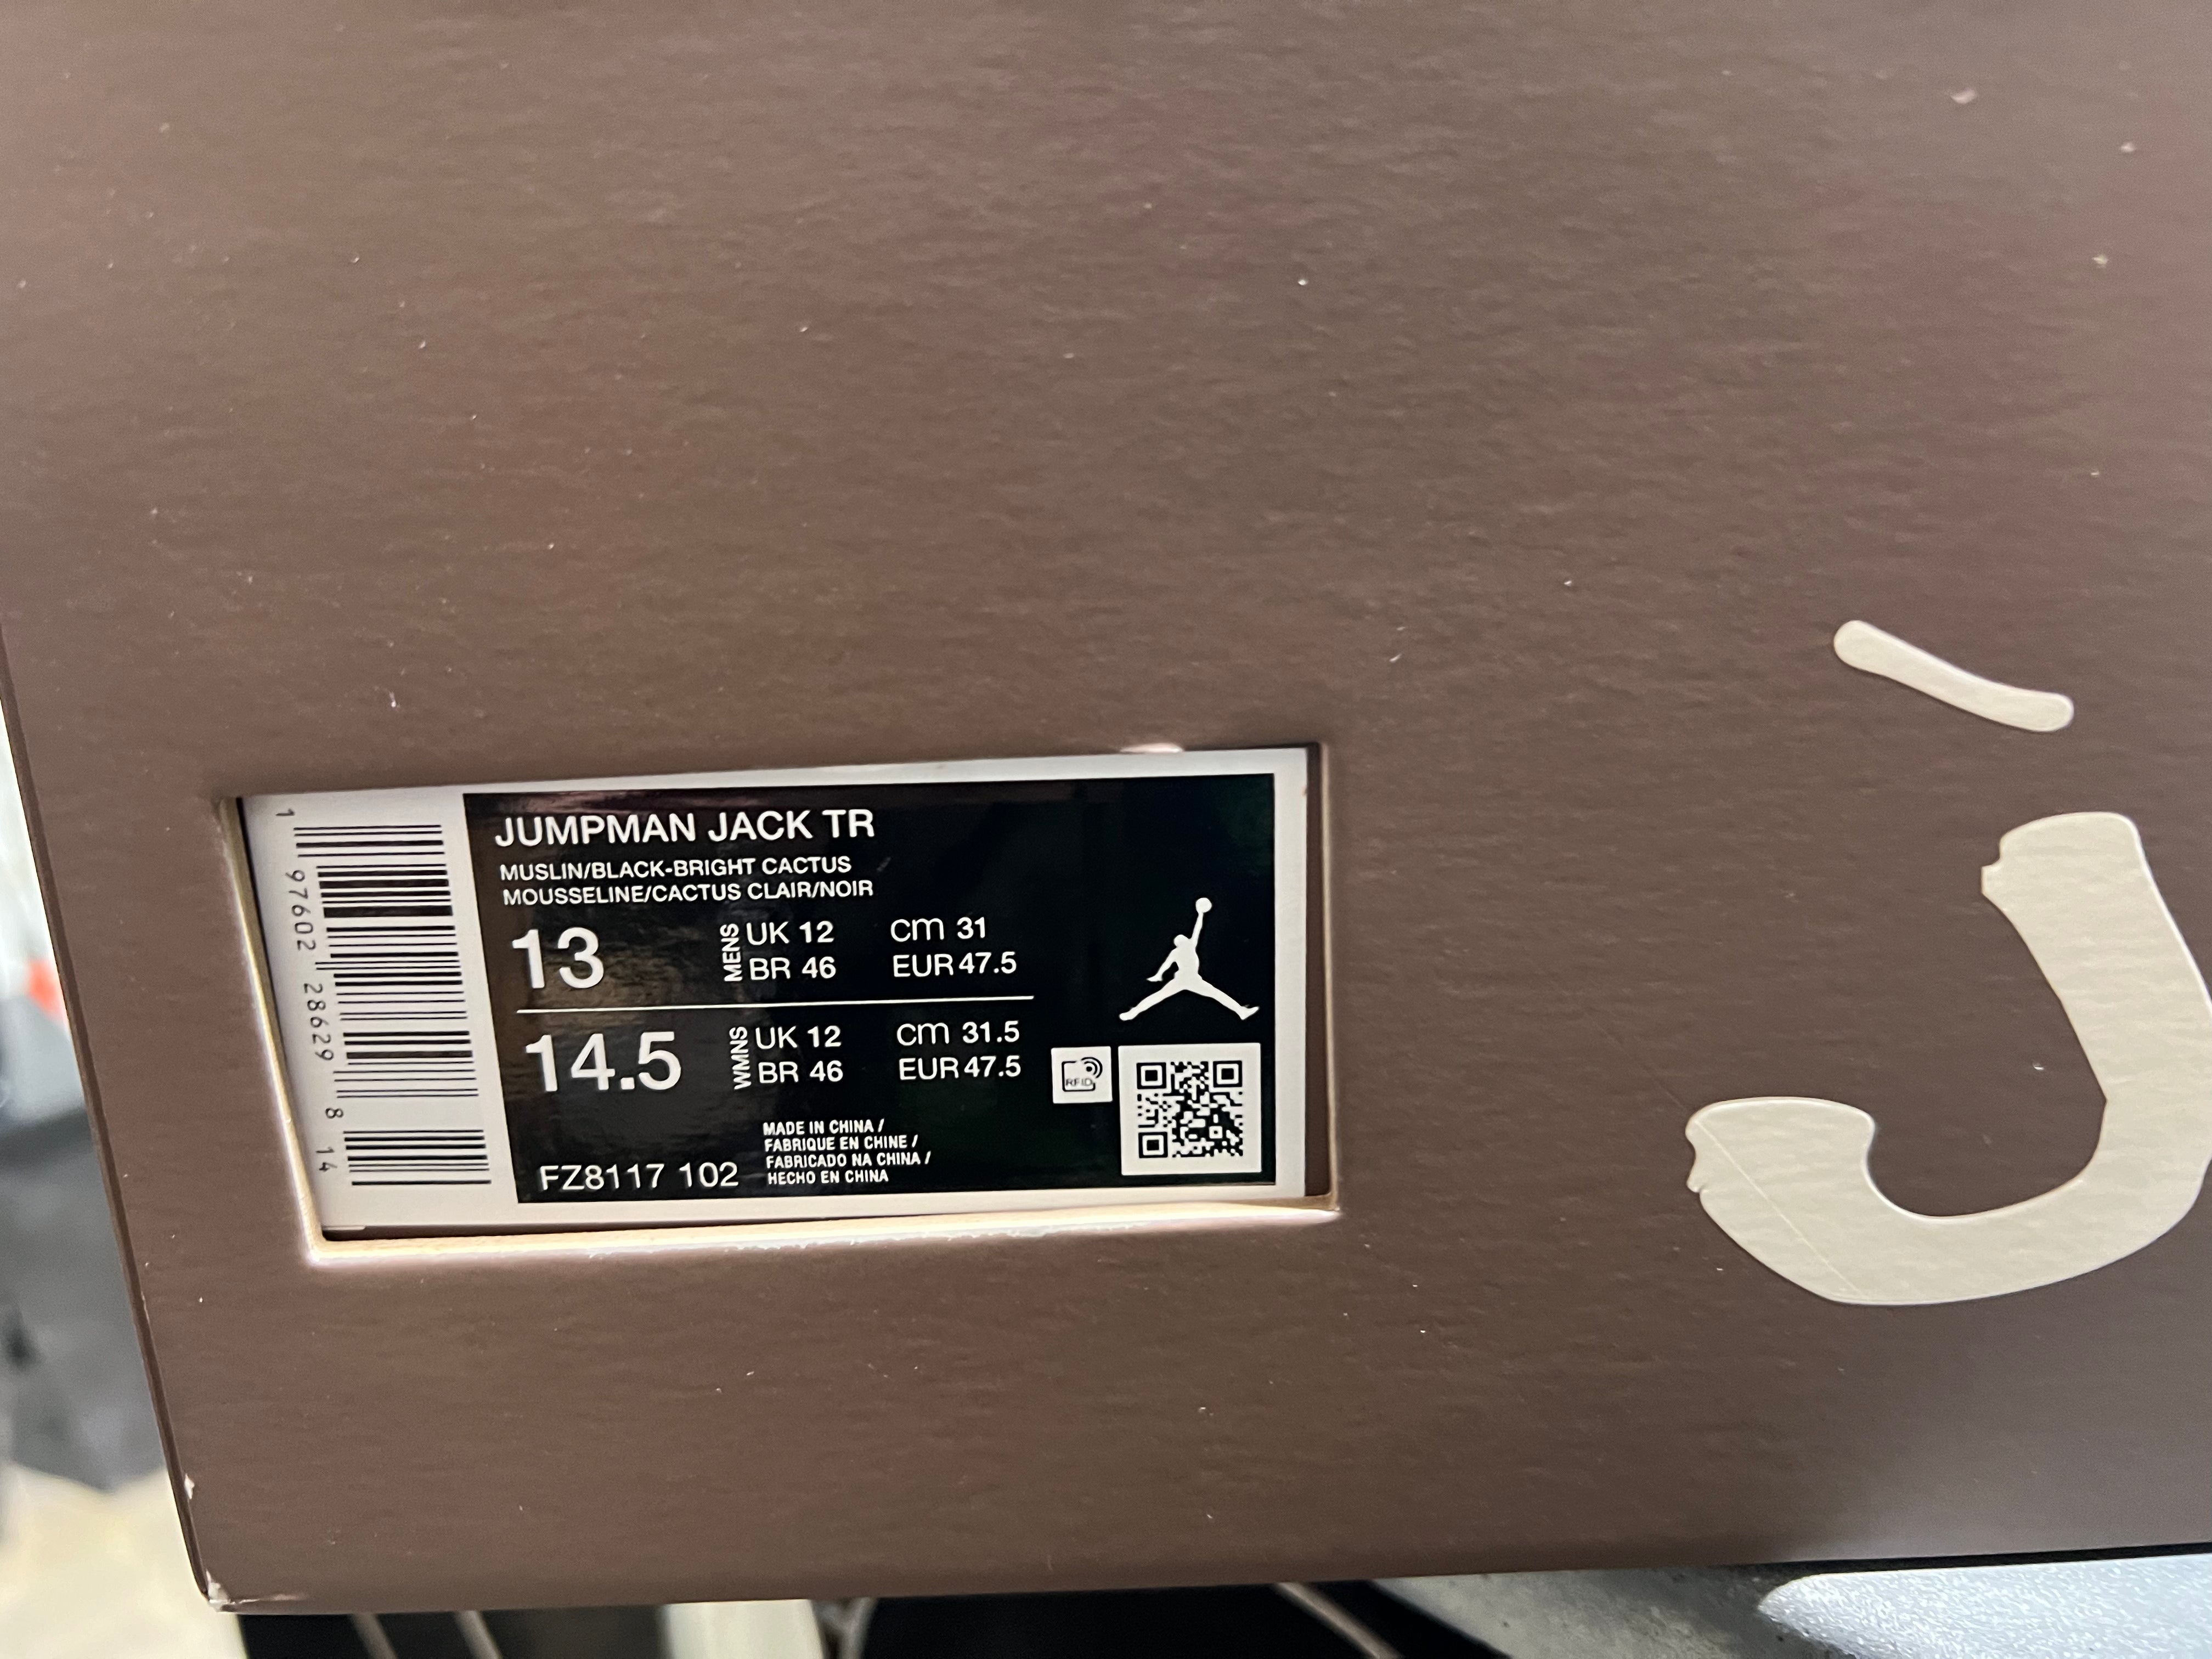 JUMPMAN JACK TR
MUSLIN/BLACK-BRIGHT CACTUS
MOUSSELINE/CACTUS CLAIR/NOIR
13 MENS UK 12 cm 31
BR 46 EUR 47.5
14.5 WMNS UK 12 cm 31.5
BR 46 EUR 47.5
MADE IN CHINA /
FABRIQUE EN CHINE /
FABRICADO NA CHINA /
HECHO EN CHINA
FZ8117 102
RFID
1 97602 28629 8 14
J